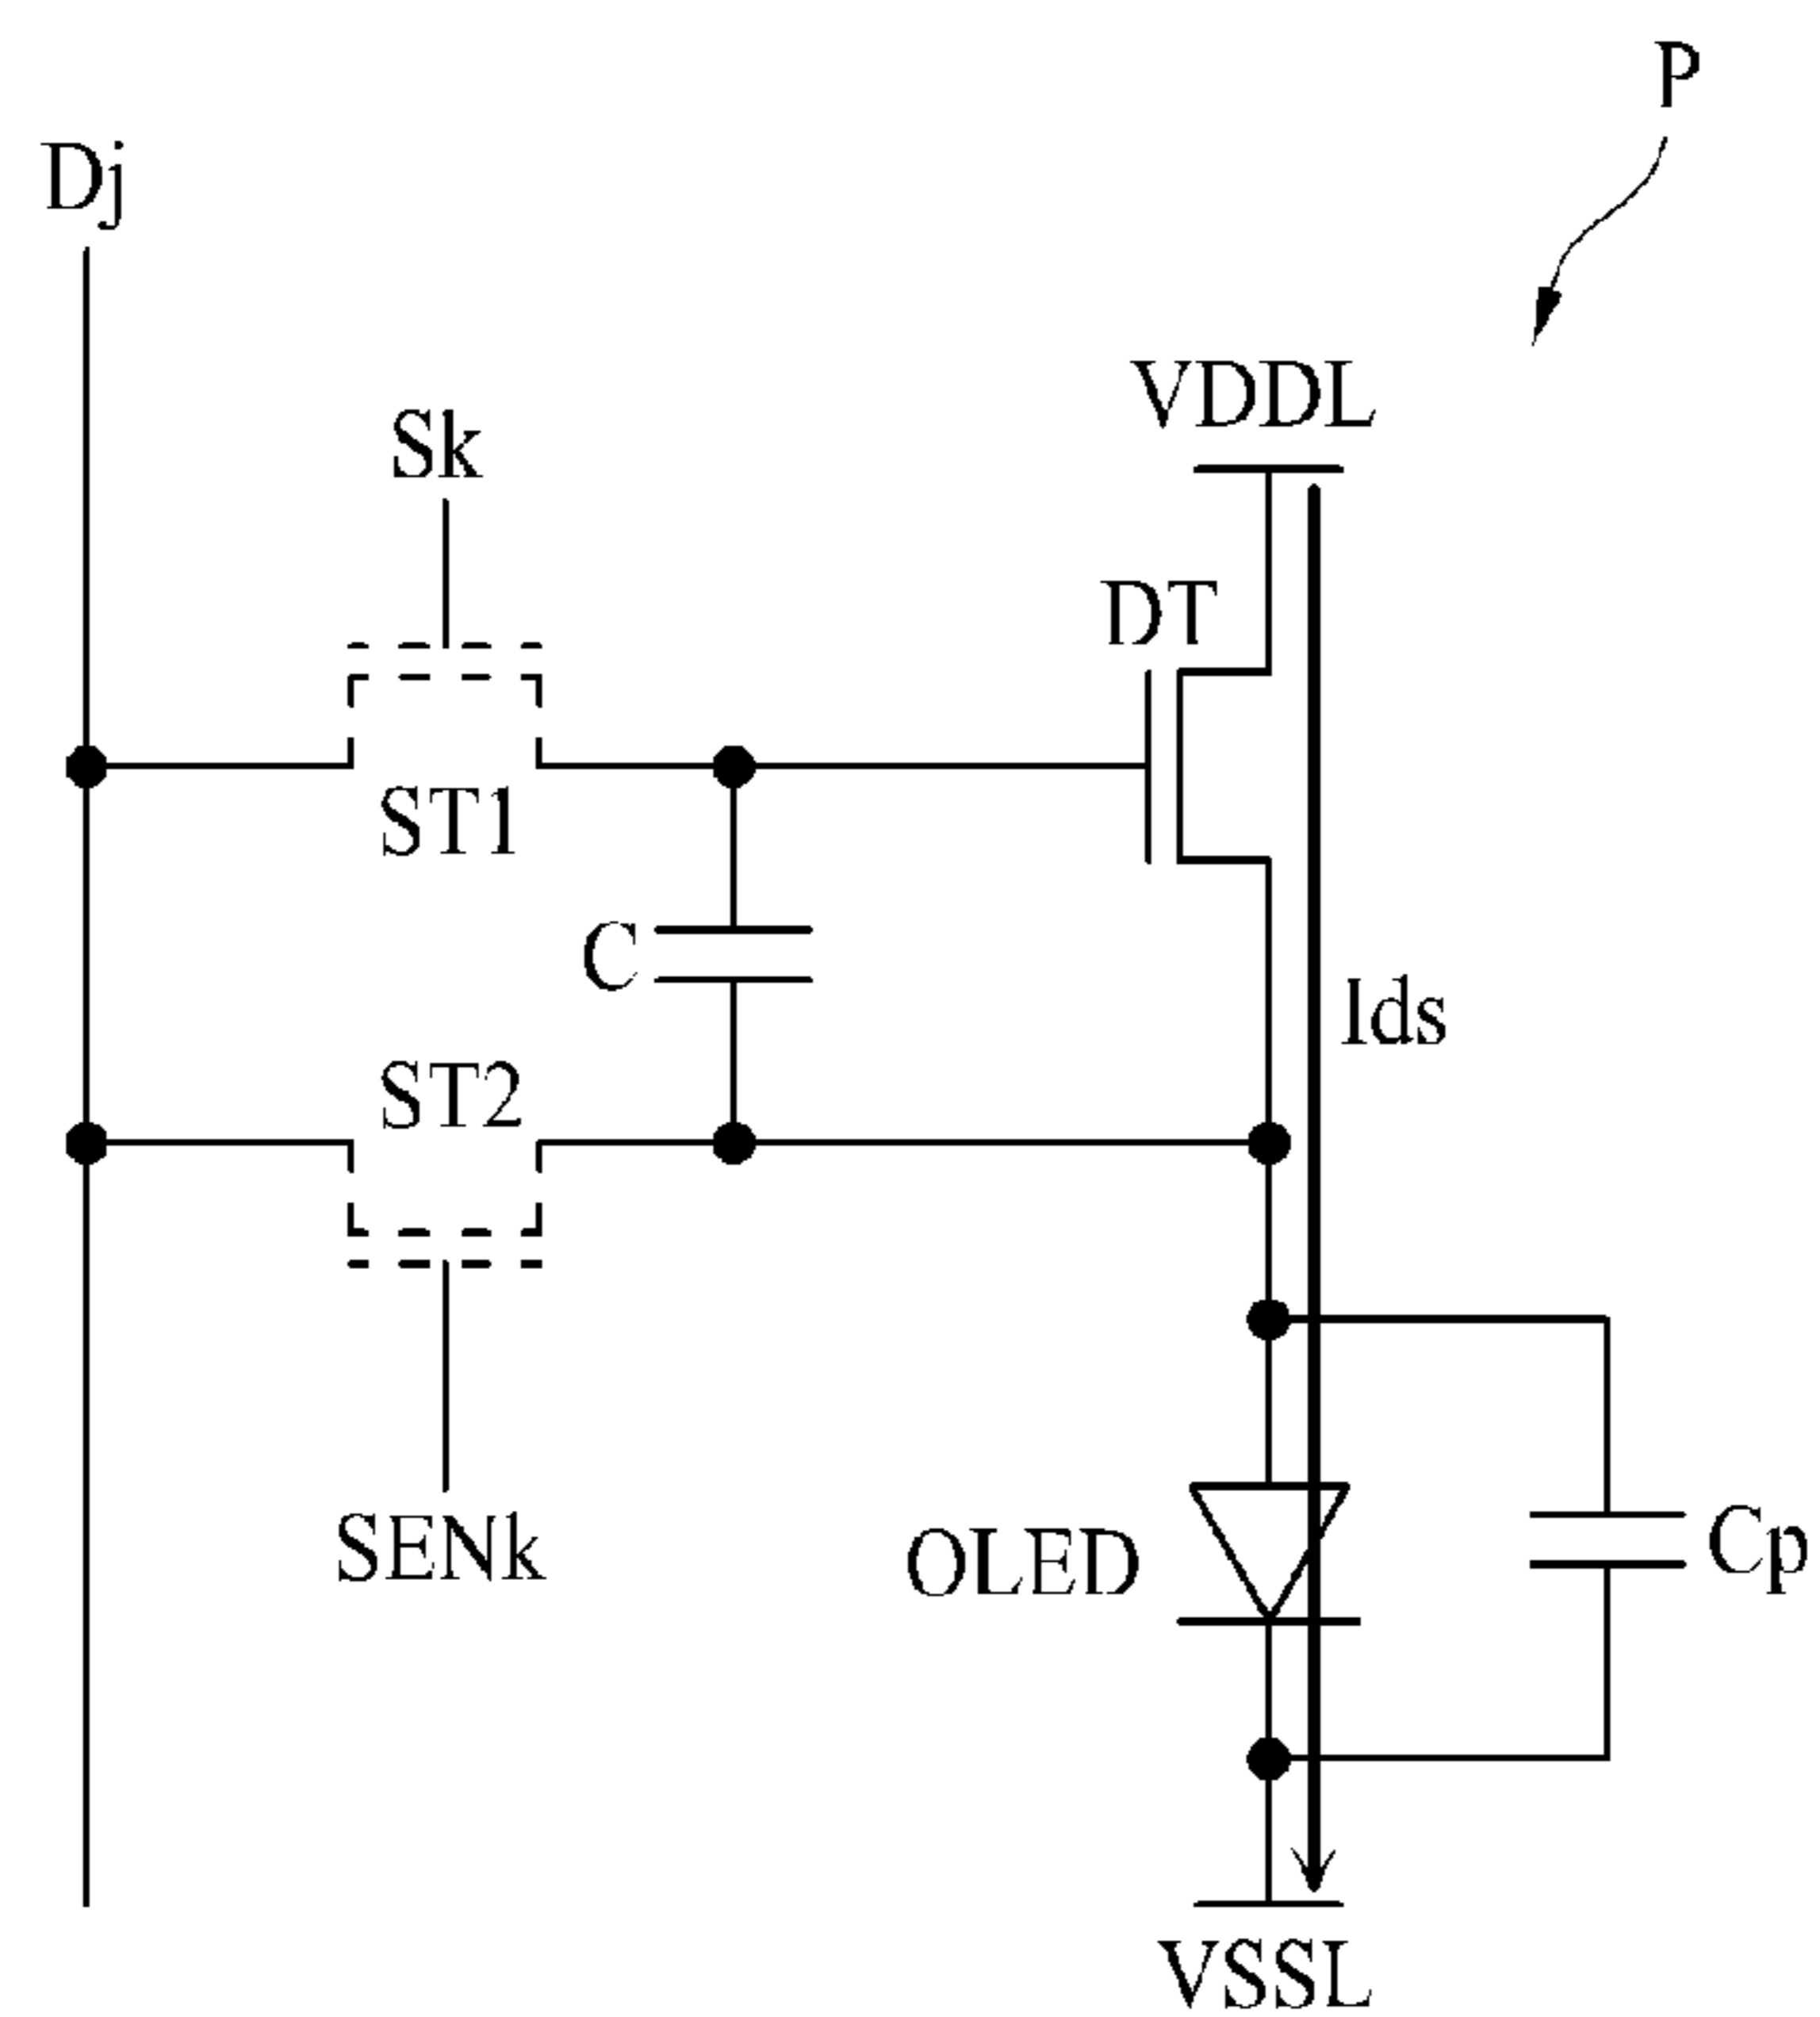 P
Dj
VDDL
Sk
DT
ST1
C
Ids
ST2
SENk
OLED
Cp
VSSL